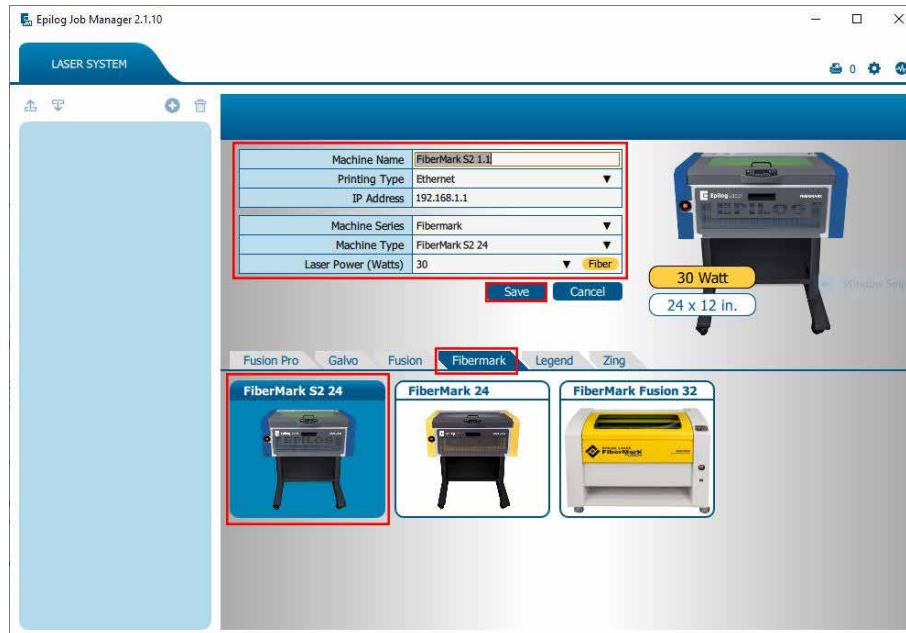 Epilog Job Manager 2.1.10
LASER SYSTEM
0
Machine Name FiberMark S2 1.1
Printing Type Ethernet
IP Address 192.168.1.1
Machine Series Fibermark
Machine Type FiberMark S2 24
Laser Power (Watts) 30 Fiber
Save Cancel
EPILOG
30 Watt
24 x 12 in.
Fusion Pro Galvo Fusion Fibermark Legend Zing
FiberMark S2 24 FiberMark 24 FiberMark Fusion 32
FiberMark